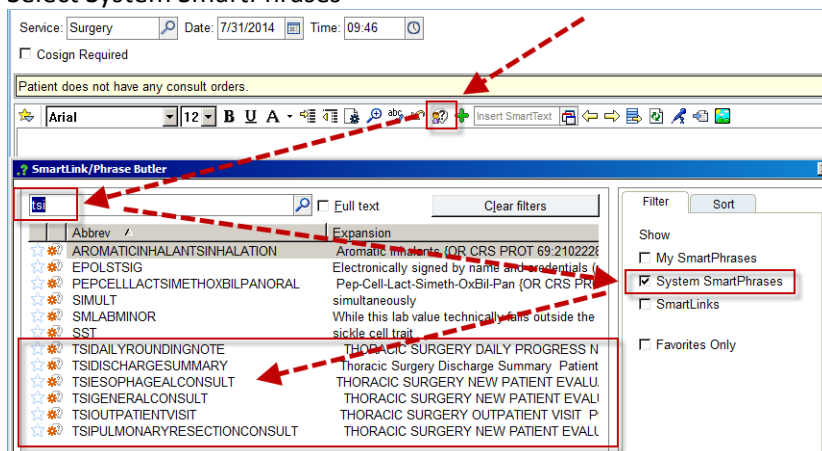 Select System SmartPhrases
Service: Surgery Date: 7/31/2014 Time: 09:46
Cosign Required
Patient does not have any consult orders.
Arial 12 B U A abc Insert SmartText
SmartLink/Phrase Butler
tsi Full text Clear filters Filter Sort
Abbrev Expansion Show
AROMATICINHALANTSINHALATION Aromatic Inhalants {OR CRS PROT 69:2102228 My SmartPhrases
EPOLSTSIG Electronically signed by name and credentials (
PEPCELLLACTSIMETHOXBILPANORAL Pep-Cell-Lact-Simeth-OxBil-Pan {OR CRS PR System SmartPhrases
SIMULT simultaneously SmartLinks
SMLABMINOR While this lab value technically falls outside the
SST sickle cell trait
TSIDAILYROUNDINGNOTE THORACIC SURGERY DAILY PROGRESS N Favorites Only
TSIDISCHARGESUMMARY Thoracic Surgery Discharge Summary Patient
TSIESOPHAGEALCONSULT THORACIC SURGERY NEW PATIENT EVALU
TSIGENERALCONSULT THORACIC SURGERY NEW PATIENT EVAL
TSIOUTPATIENTVISIT THORACIC SURGERY OUTPATIENT VISIT P
TSIPULMONARYRESECTIONCONSULT THORACIC SURGERY NEW PATIENT EVAL